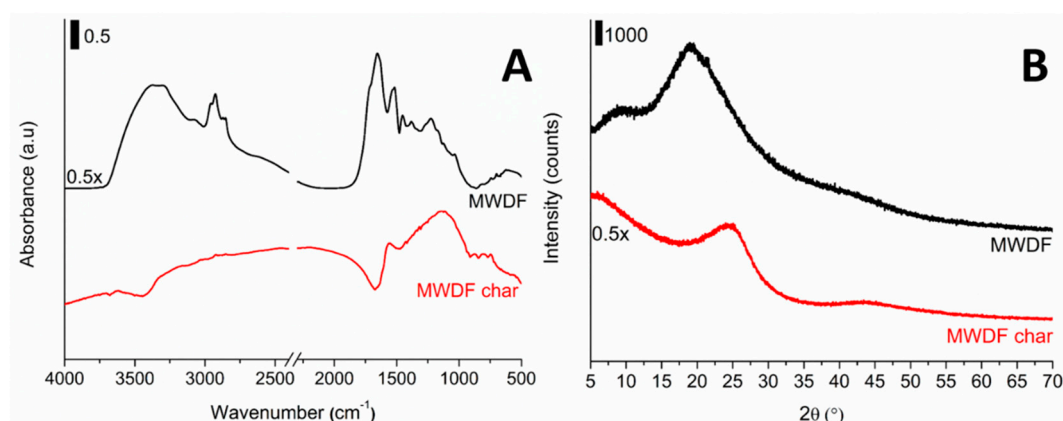 0.5
A
Absorbance (a.u)
0.5x
MWDF
MWDF char
4000 3500 3000 2500 2000 1500 1000 500
Wavenumber (cm⁻¹)
1000
B
Intensity (counts)
0.5x
MWDF
MWDF char
5 10 15 20 25 30 35 40 45 50 55 60 65 70
2θ (°)